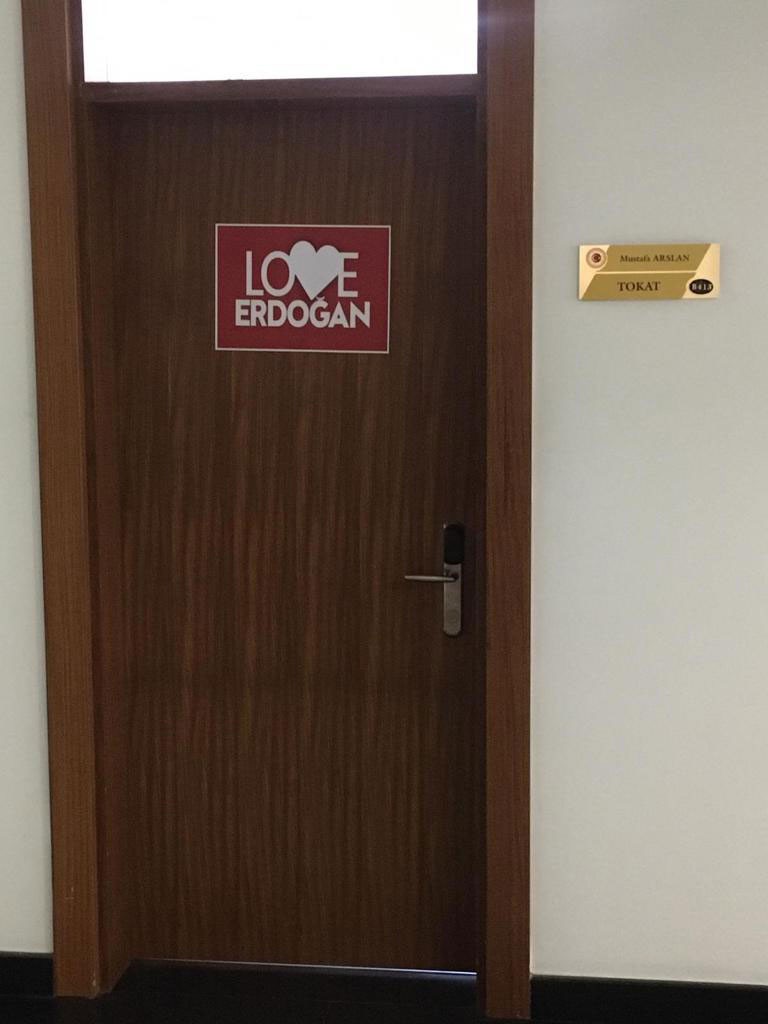 LOVE
ERDOĞAN
Mustafa ARSLAN
TOKAT
B413